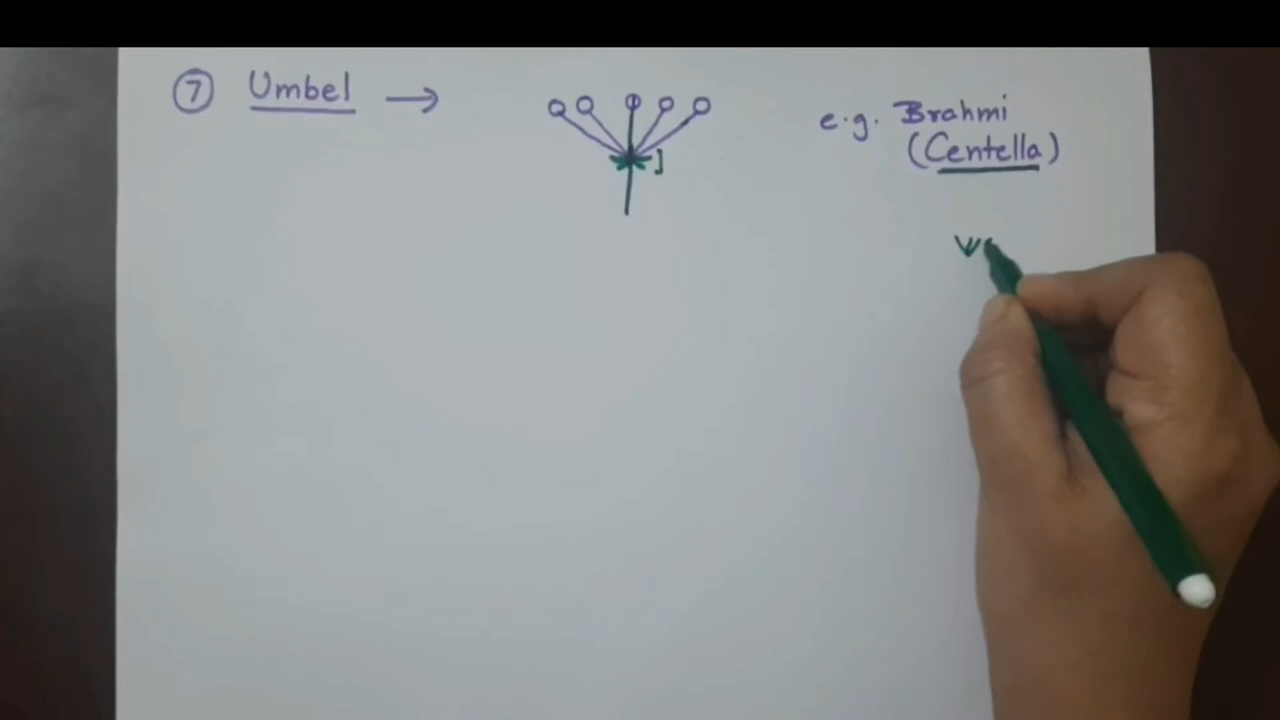 ⑦ Umbel →
e.g. Brahmi
(Centella)